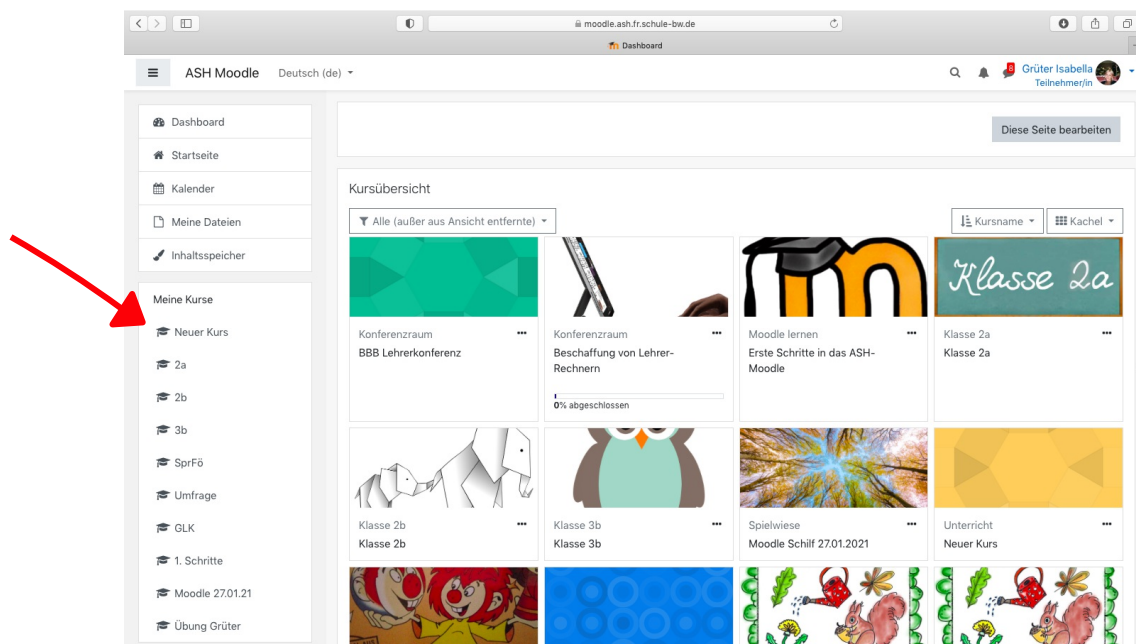 moodle.ash.fr.schule-bw.de
Dashboard
ASH Moodle
Deutsch (de)
8
Grüter Isabella
Teilnehmer/in
Dashboard
Startseite
Kalender
Meine Dateien
Inhaltsspeicher
Meine Kurse
Neuer Kurs
2a
2b
3b
SprFö
Umfrage
GLK
1. Schritte
Moodle 27.01.21
Übung Grüter
Diese Seite bearbeiten
Kursübersicht
Alle (außer aus Ansicht entfernte)
Kursname
Kachel
Konferenzraum
BBB Lehrerkonferenz
Konferenzraum
Beschaffung von Lehrer-
Rechnern
0% abgeschlossen
m
Moodle lernen
Erste Schritte in das ASH-
Moodle
Klasse 2a
Klasse 2a
Klasse 2a
Klasse 2b
Klasse 2b
Klasse 3b
Klasse 3b
Spielwiese
Moodle Schilf 27.01.2021
Unterricht
Neuer Kurs